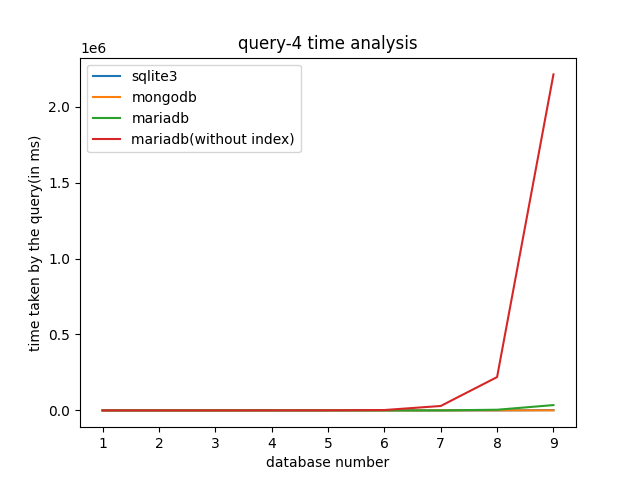 query-4 time analysis
1e6
sqlite3
mongodb
mariadb
mariadb(without index)
time taken by the query(in ms)
2.0
1.5
1.0
0.5
0.0
1 2 3 4 5 6 7 8 9
database number